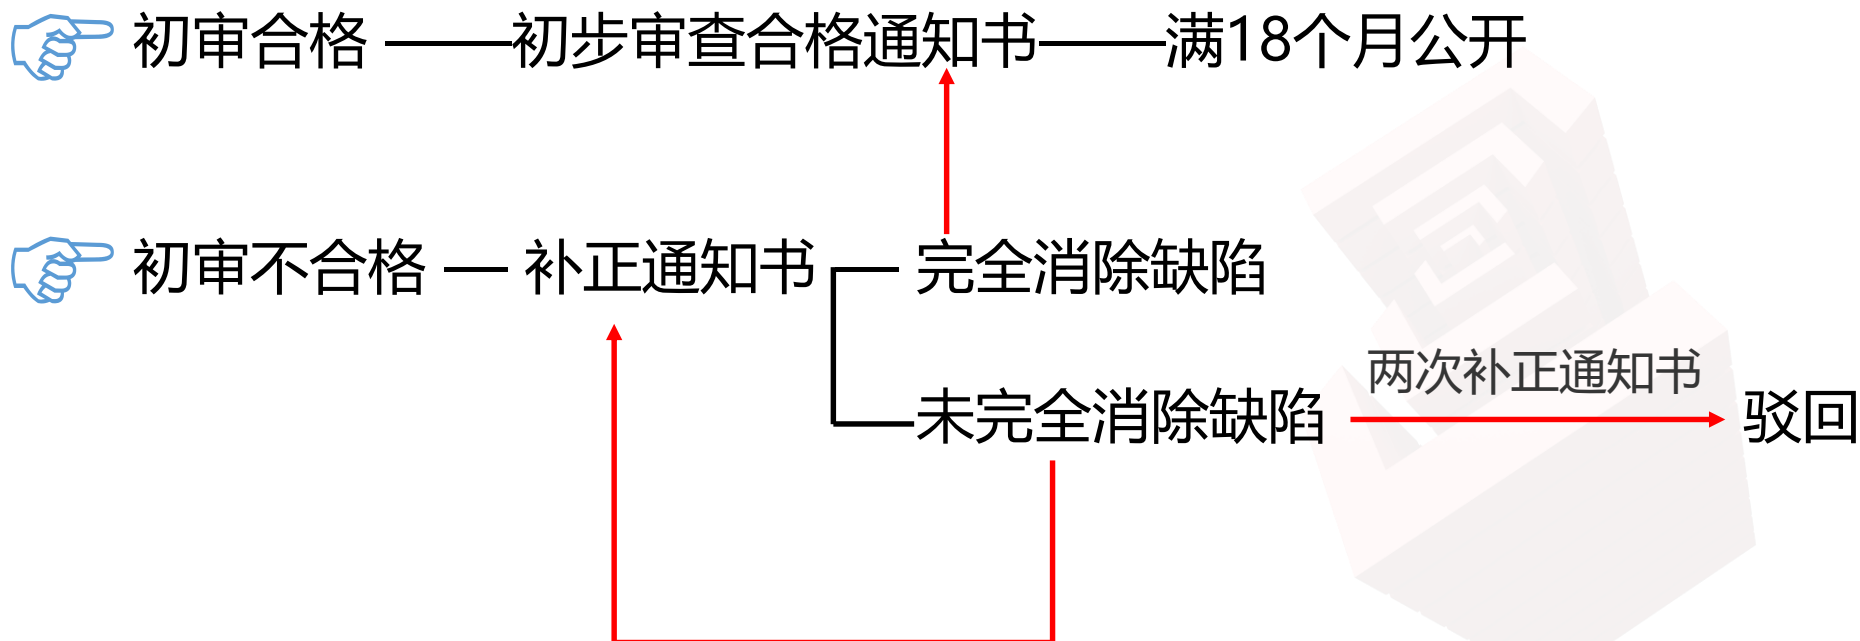 初审合格 初步审查合格通知书 满18个月公开
初审不合格 补正通知书 完全消除缺陷
两次补正通知书
未完全消除缺陷 驳回